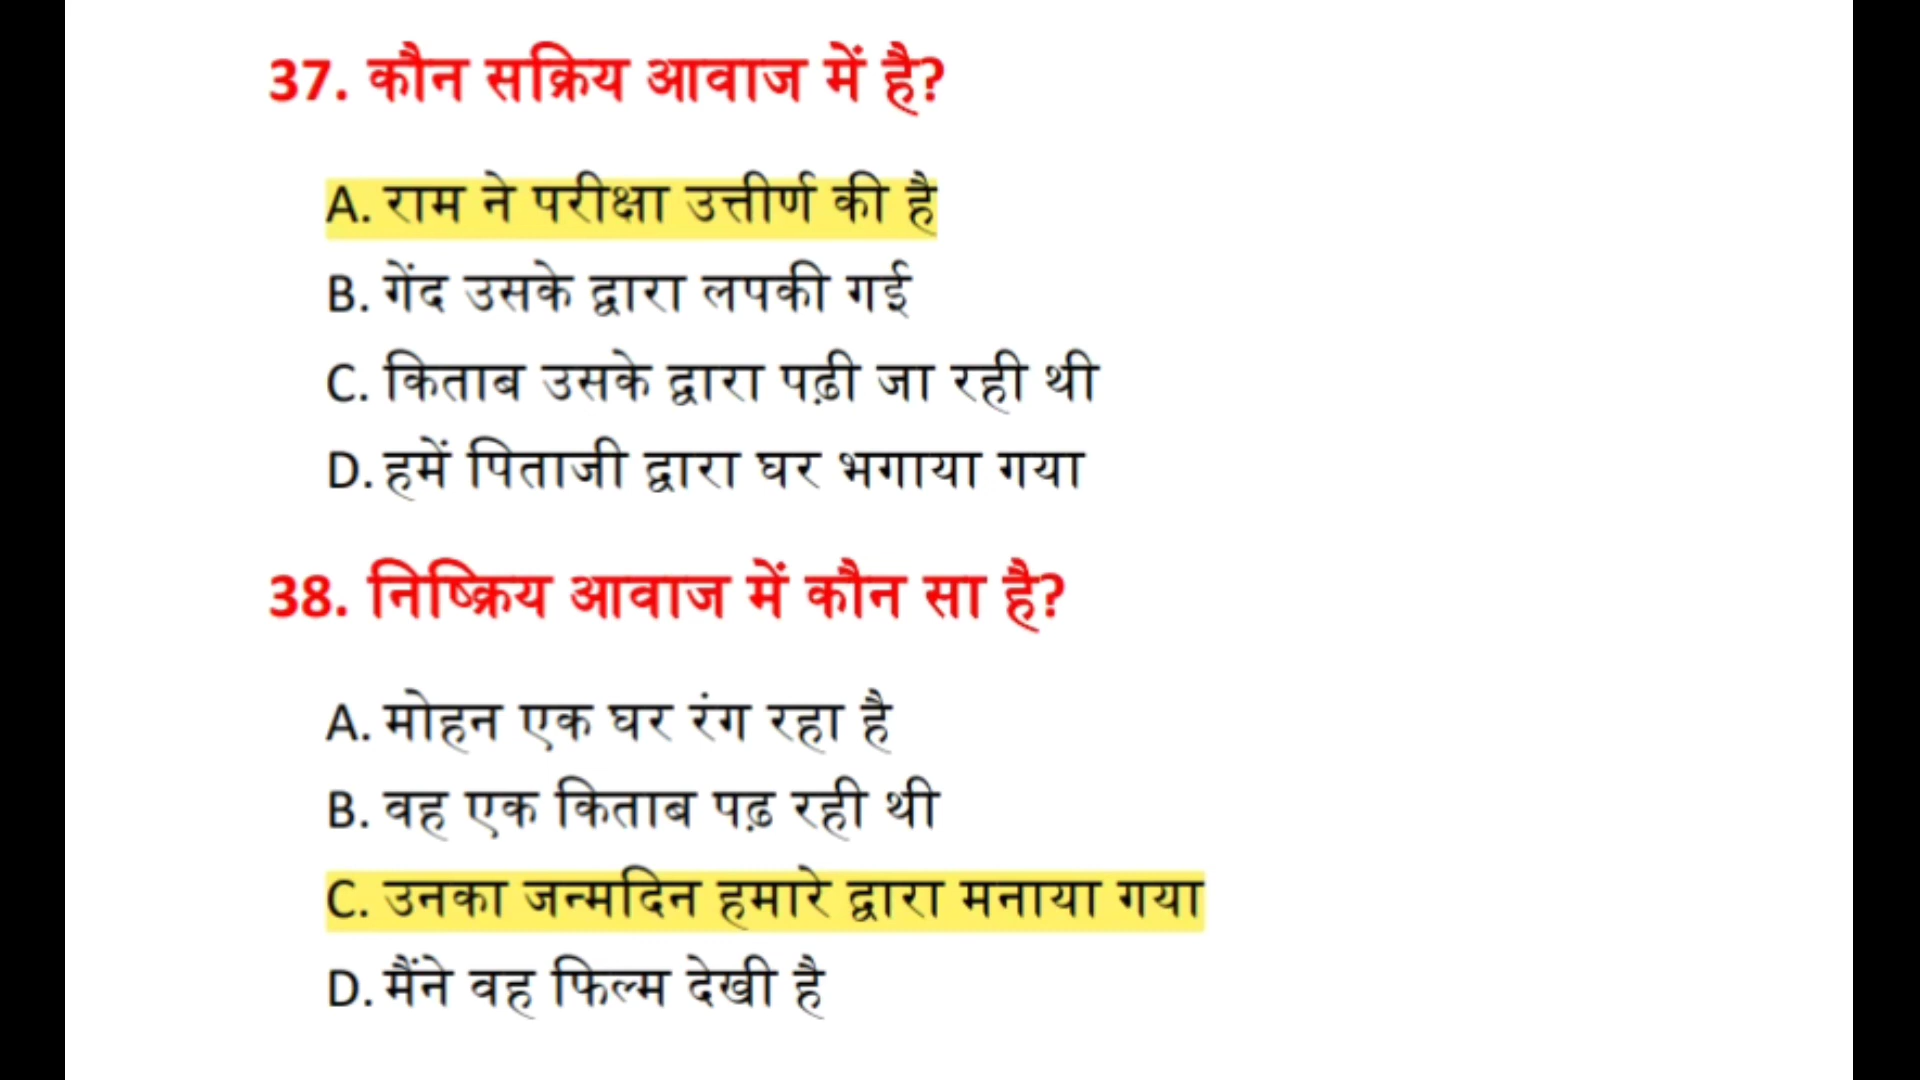 37. कौन सक्रिय आवाज में है?
A. राम ने परीक्षा उत्तीर्ण की है
B. गेंद उसके द्वारा लपकी गई
C. किताब उसके द्वारा पढ़ी जा रही थी
D. हमें पिताजी द्वारा घर भगाया गया
38. निष्क्रिय आवाज में कौन सा है?
A. मोहन एक घर रंग रहा है
B. वह एक किताब पढ़ रही थी
C. उनका जन्मदिन हमारे द्वारा मनाया गया
D. मैंने वह फिल्म देखी है